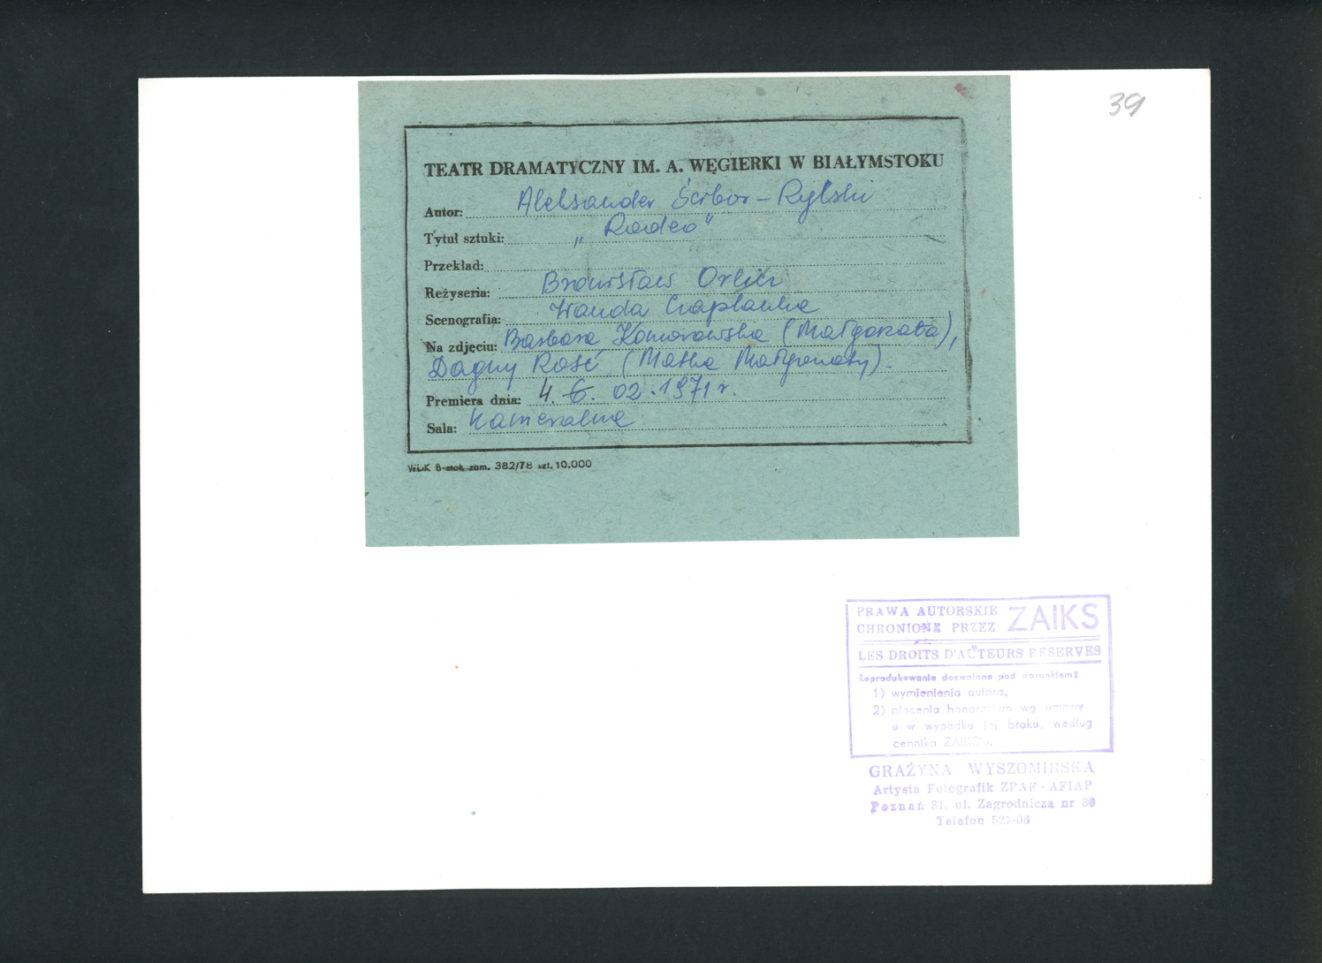 39
TEATR DRAMATYCZNY IM. A. WĘGIERKI W BIAŁYMSTOKU
Autor: Aleksander Ścibor-Rylski
Tytuł sztuki: „Rodeo"
Przekład:
Reżyseria: Bronisław Orlicz
Scenografia: Wanda Czaplanka
Na zdjęciu: Barbara Komorowska (Małgorzata),
Dagny Rose (Matka Małgorzaty).
Premiera dnia: 4. 6. 02.1971 r.
Sala: Kameralna
WDK B-stok zam. 382/78 szt. 10.000
PRAWA AUTORSKIE ZAIKS
CHRONIONE PRZEZ
LES DROITS D'AUTEURS RESERVES
Reprodukowanie dozwolone pod warunkiem:
1) wymienienia autora,
2) płacenia honorarium wg umowy
a w wypadku jej braku, według
cennika ZAIKS'u.
GRAŻYNA WYSZOMIRSKA
Artysta Fotografik ZPAF - AFIAP
Poznań 31, ul. Zagrodnicza nr 30
Telefon 521-06